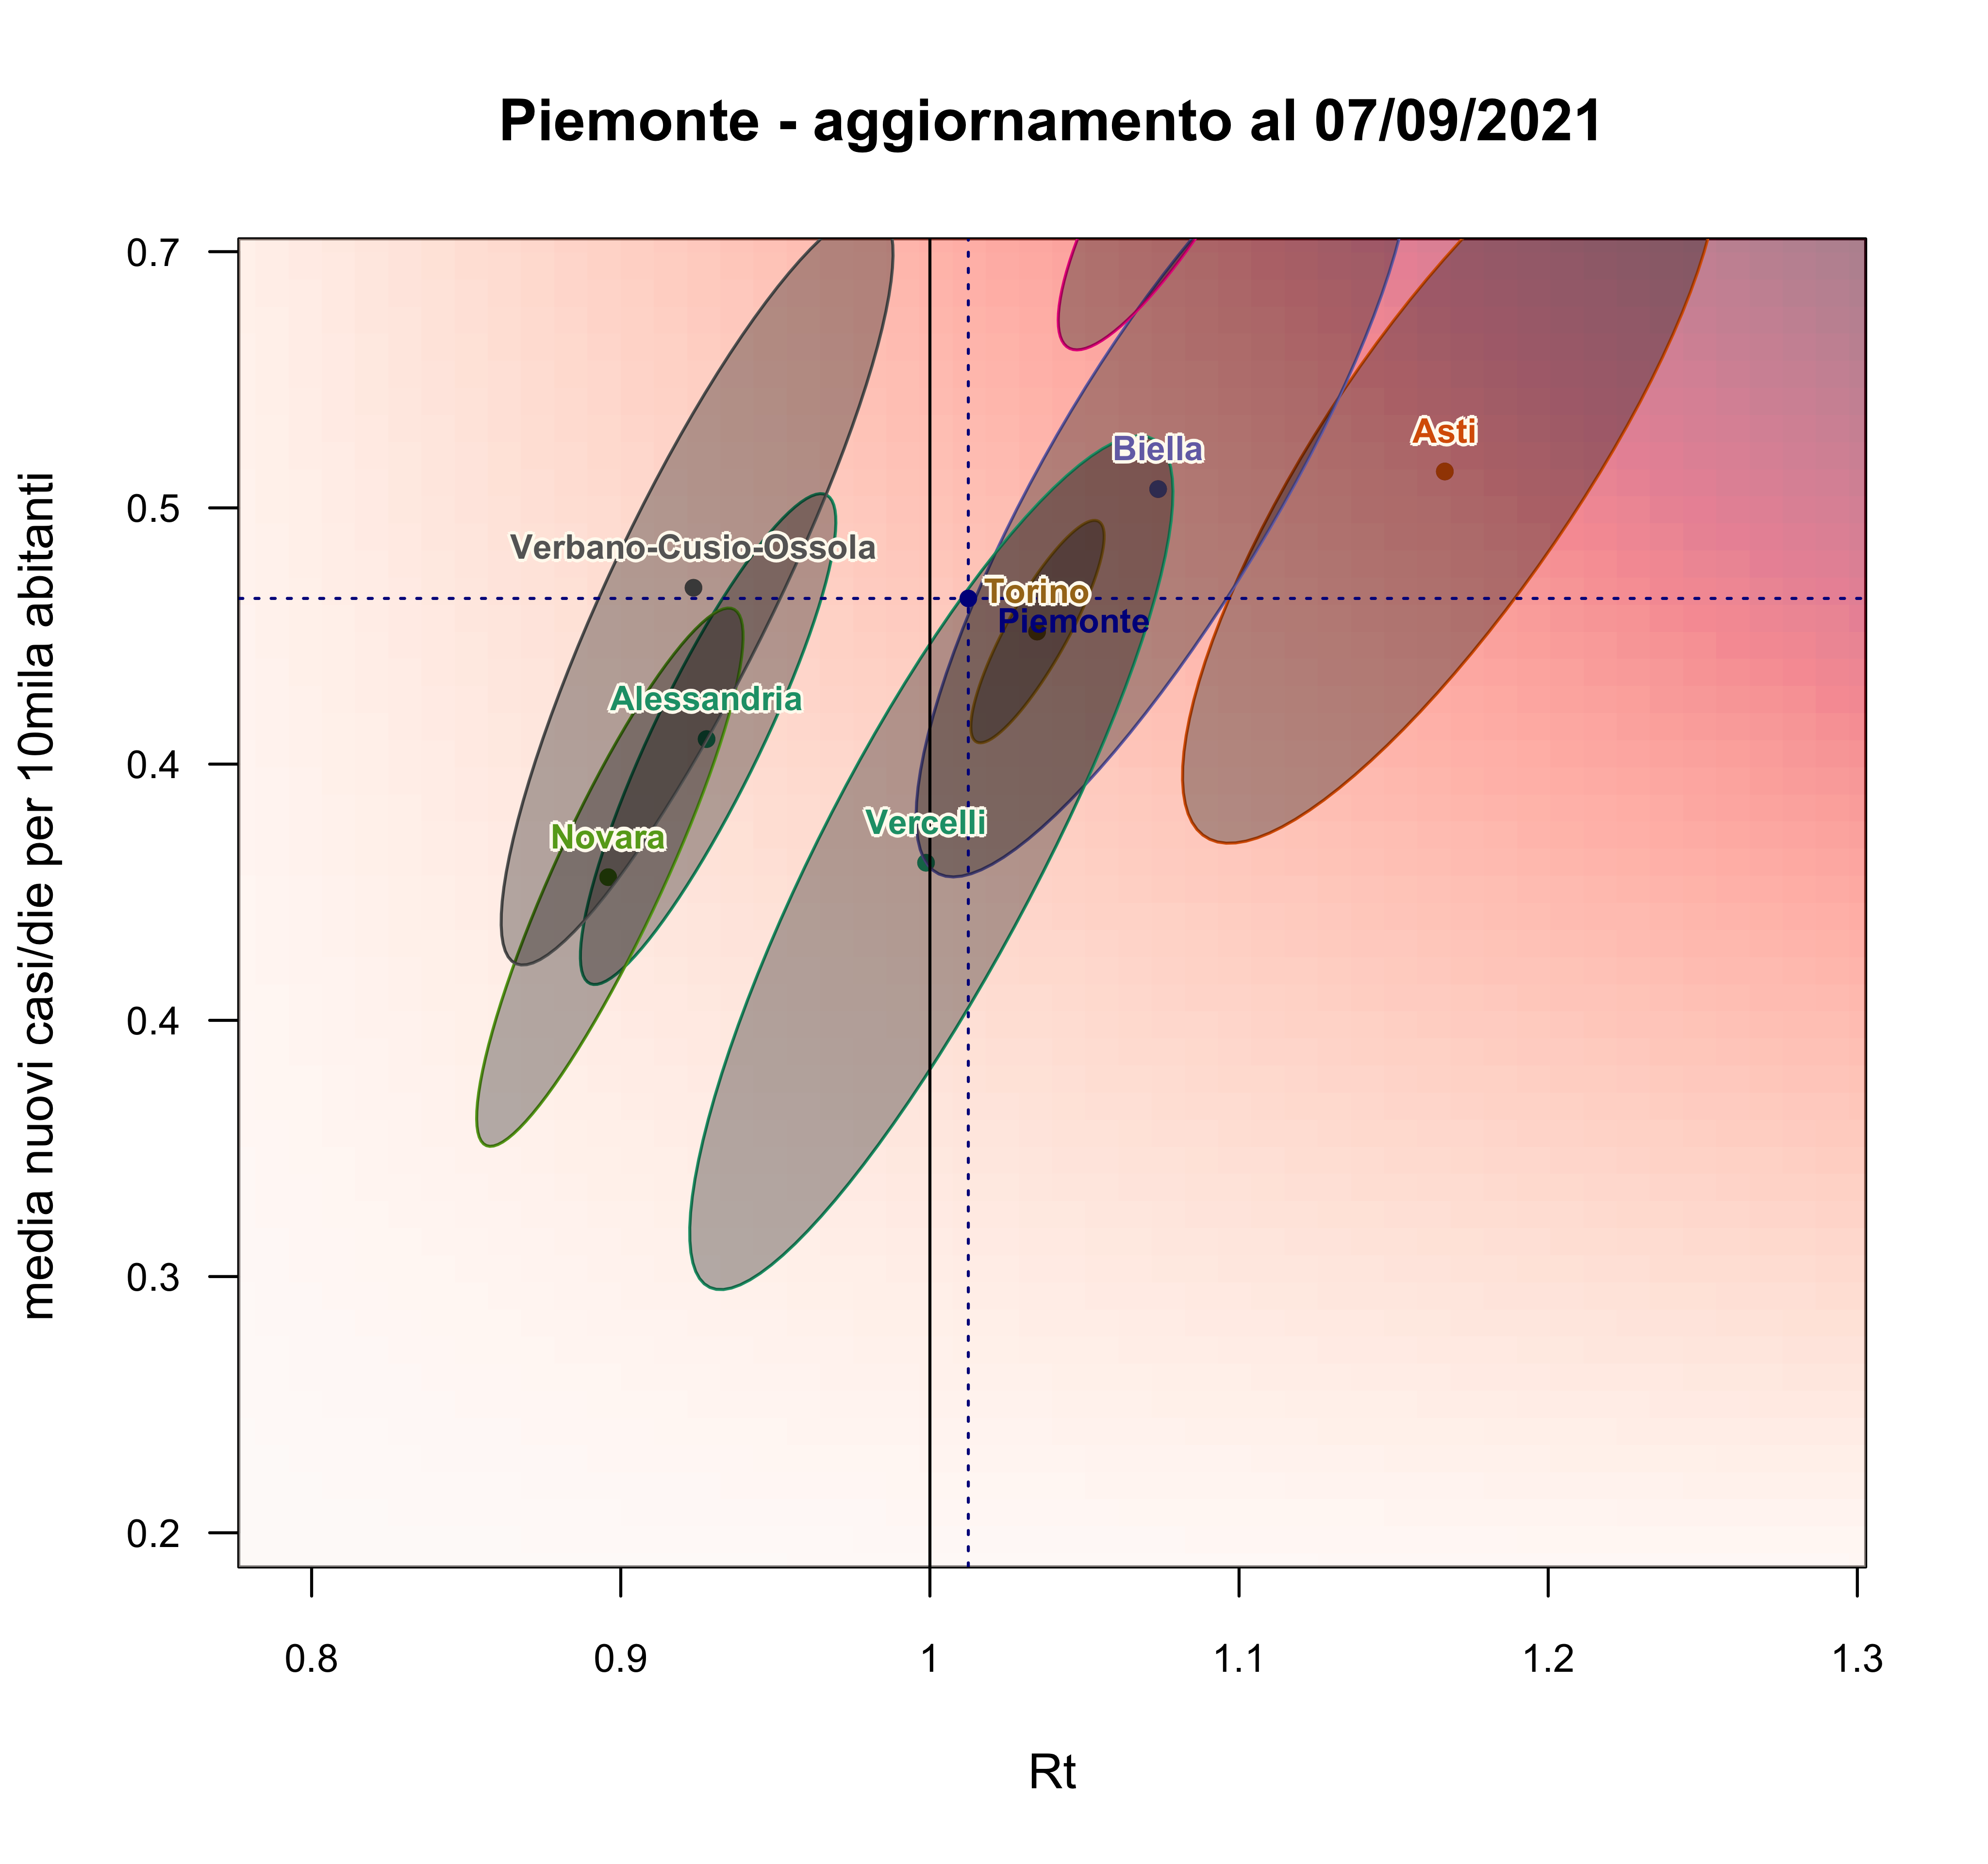 Piemonte - aggiornamento al 07/09/2021
media nuovi casi/die per 10mila abitanti
0.7
0.5
0.4
0.4
0.3
0.2
Asti
Biella
Verbano-Cusio-Ossola
Torino
Piemonte
Alessandria
Vercelli
Novara
0.8
0.9
1
1.1
1.2
1.3
Rt